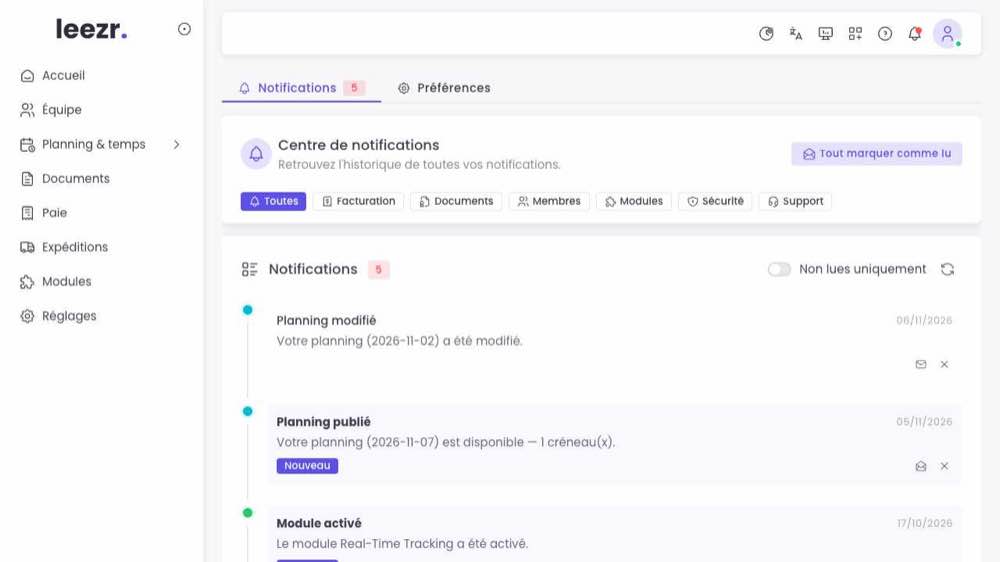 leezr.
Accueil
Équipe
Planning & temps
Documents
Paie
Expéditions
Modules
Réglages
Notifications 5
Préférences
Centre de notifications
Retrouvez l'historique de toutes vos notifications.
Tout marquer comme lu
Toutes
Facturation
Documents
Membres
Modules
Sécurité
Support
Notifications 5
Non lues uniquement
Planning modifié
06/11/2026
Votre planning (2026-11-02) a été modifié.
Planning publié
05/11/2026
Votre planning (2026-11-07) est disponible — 1 créneau(x).
Nouveau
Module activé
17/10/2026
Le module Real-Time Tracking a été activé.